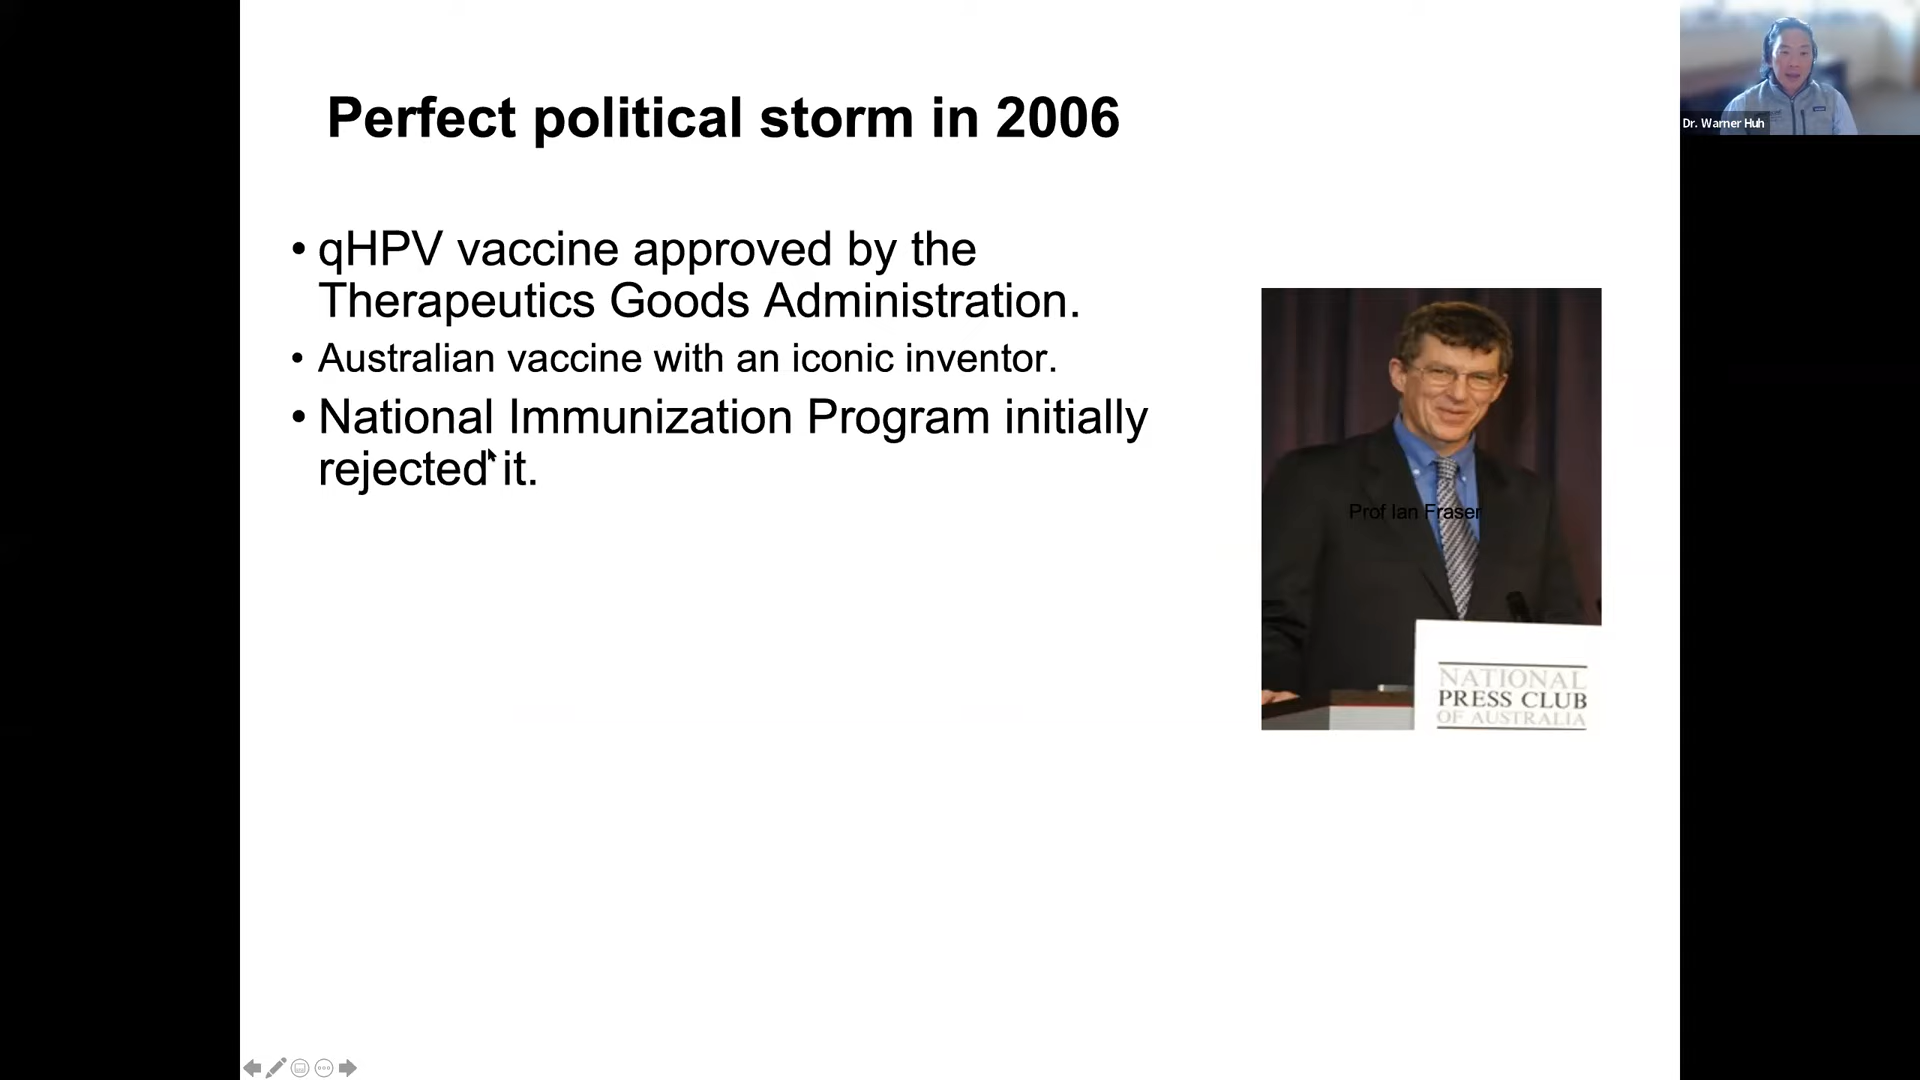 Perfect political storm in 2006
• qHPV vaccine approved by the
Therapeutics Goods Administration.
• Australian vaccine with an iconic inventor.
• National Immunization Program initially
rejected it.
Prof Ian Fraser
NATIONAL
PRESS CLUB
OF AUSTRALIA
Dr. Warner Huh